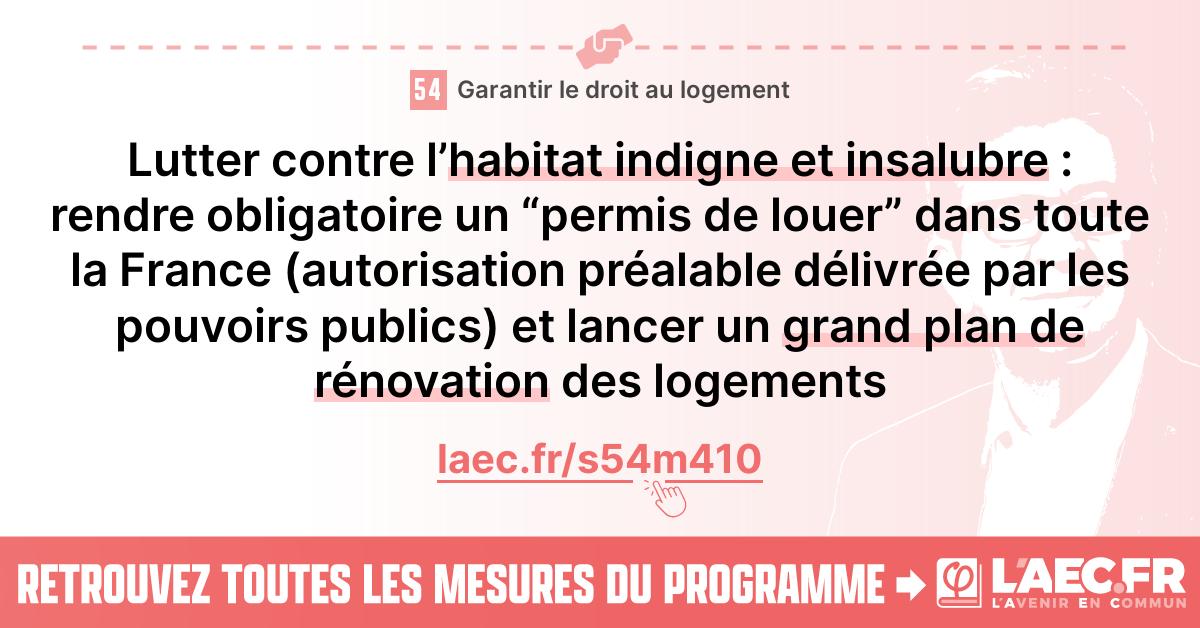 54 Garantir le droit au logement
Lutter contre l’habitat indigne et insalubre :
rendre obligatoire un “permis de louer” dans toute
la France (autorisation préalable délivrée par les
pouvoirs publics) et lancer un grand plan de
rénovation des logements
laec.fr/s54m410
RETROUVEZ TOUTES LES MESURES DU PROGRAMME
φ L'AEC.FR
L'AVENIR EN COMMUN